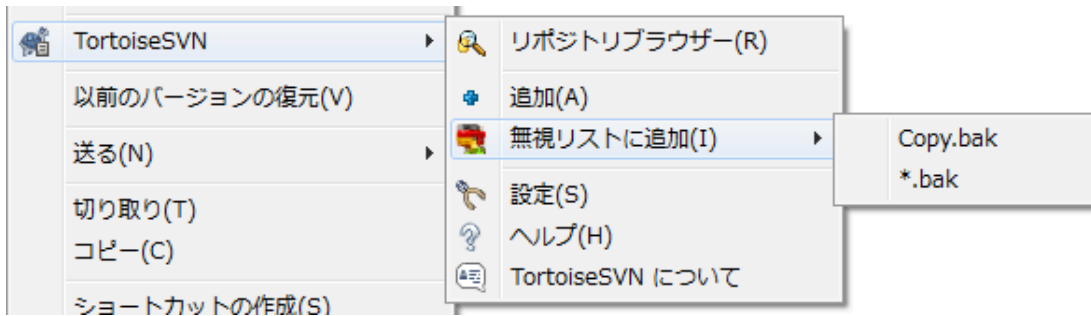 TortoiseSVN
以前のバージョンの復元(V)
送る(N)
切り取り(T)
コピー(C)
ショートカットの作成(S)
リポジトリブラウザー(R)
追加(A)
無視リストに追加(I)
設定(S)
ヘルプ(H)
TortoiseSVN について
Copy.bak
*.bak